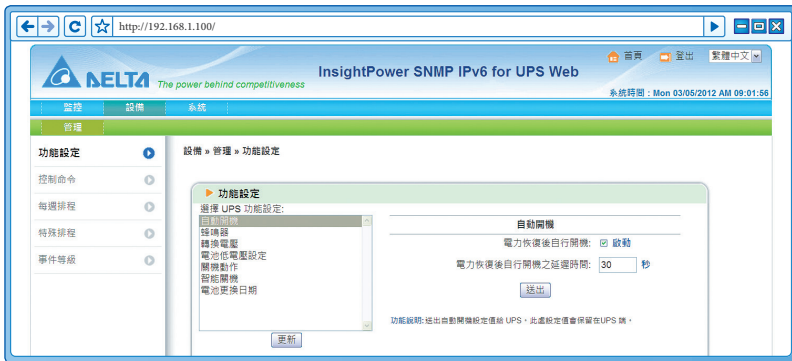 http://192.168.1.100/
首頁 登出 繁體中文
DELTA The power behind competitiveness
InsightPower SNMP IPv6 for UPS Web
系統時間 : Mon 03/05/2012 AM 09:01:56
監控 設備 系統
管理
功能設定
控制命令
每週排程
特殊排程
事件等級
設備 » 管理 » 功能設定
功能設定
選擇 UPS 功能設定:
自動開機
蜂鳴器
轉換電壓
電池低電壓設定
關機動作
智能關機
電池更換日期
更新
自動開機
電力恢復後自行開機: 啟動
電力恢復後自行開機之延遲時間: 30 秒
送出
功能說明: 送出自動開機設定值給 UPS，此處設定值會保留在UPS 端。